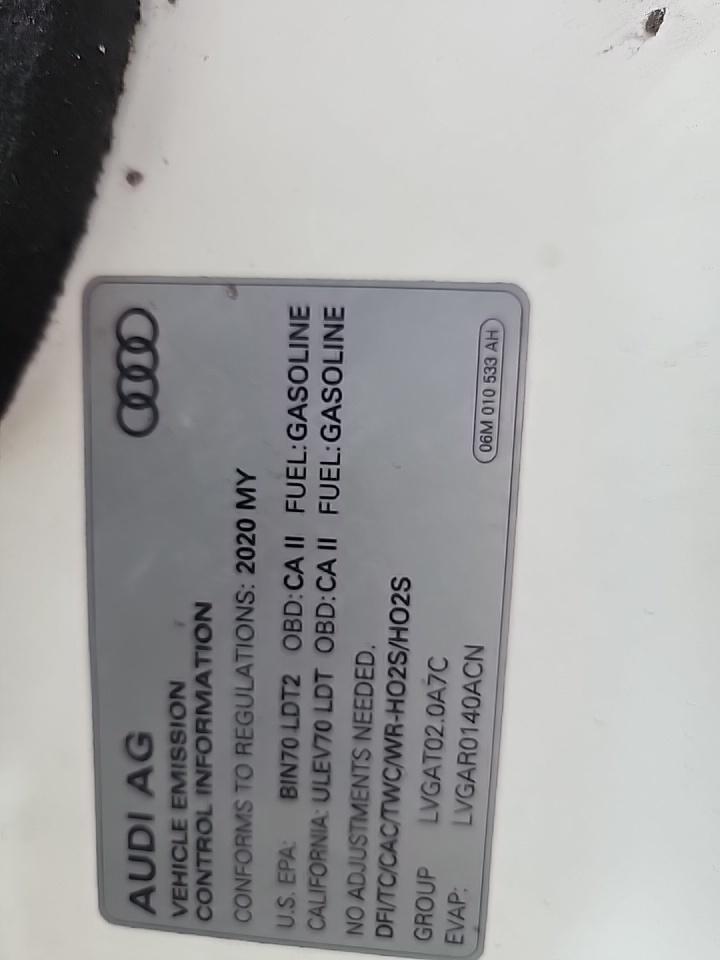 AUDI AG
VEHICLE EMISSION
CONTROL INFORMATION
CONFORMS TO REGULATIONS: 2020 MY
U.S. EPA: BIN70 LDT2 OBD: CA II FUEL: GASOLINE
CALIFORNIA: ULEV70 LDT OBD: CA II FUEL: GASOLINE
NO ADJUSTMENTS NEEDED.
DFI/TC/CAC/TWC/WR-HO2S/HO2S
GROUP LVGAT02.0A7C
EVAP: LVGAR0140ACN
06M 010 533 AH